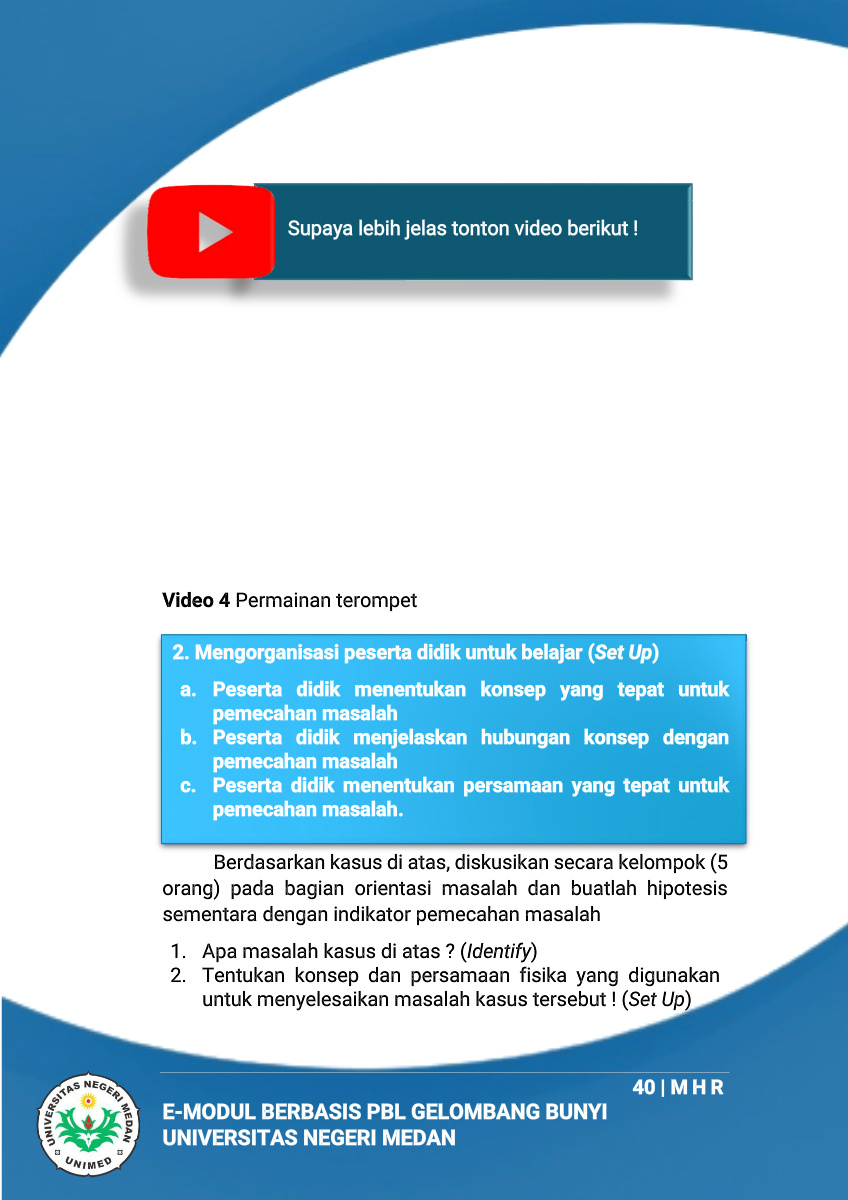 Supaya lebih jelas tonton video berikut !
Video 4 Permainan terompet
2. Mengorganisasi peserta didik untuk belajar (Set Up)
a. Peserta didik menentukan konsep yang tepat untuk
pemecahan masalah
b. Peserta didik menjelaskan hubungan konsep dengan
pemecahan masalah
c. Peserta didik menentukan persamaan yang tepat untuk
pemecahan masalah.
Berdasarkan kasus di atas, diskusikan secara kelompok (5
orang) pada bagian orientasi masalah dan buatlah hipotesis
sementara dengan indikator pemecahan masalah
1. Apa masalah kasus di atas ? (Identify)
2. Tentukan konsep dan persamaan fisika yang digunakan
untuk menyelesaikan masalah kasus tersebut ! (Set Up)
40 | M H R
E-MODUL BERBASIS PBL GELOMBANG BUNYI
UNIVERSITAS NEGERI MEDAN
UNIVERSITAS NEGERI MEDAN
UNIMED